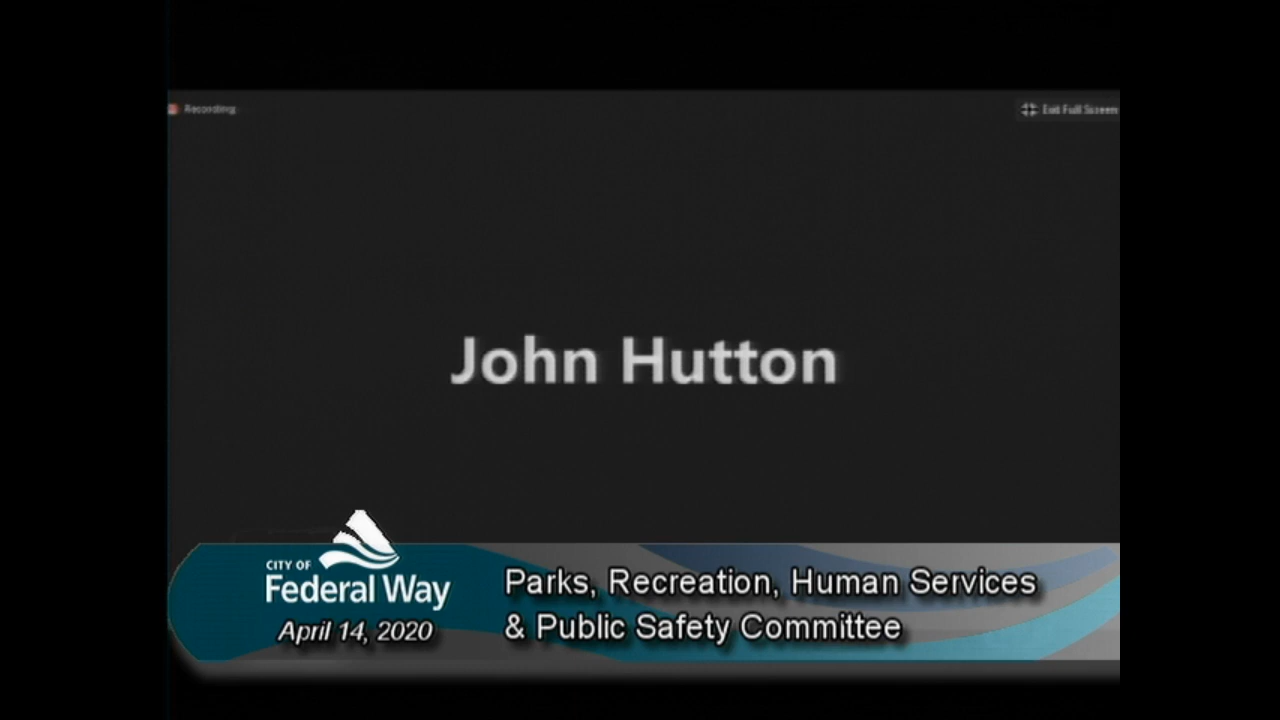 Recording
Exit Full Screen
John Hutton
CITY OF
Federal Way
April 14, 2020
Parks, Recreation, Human Services
& Public Safety Committee